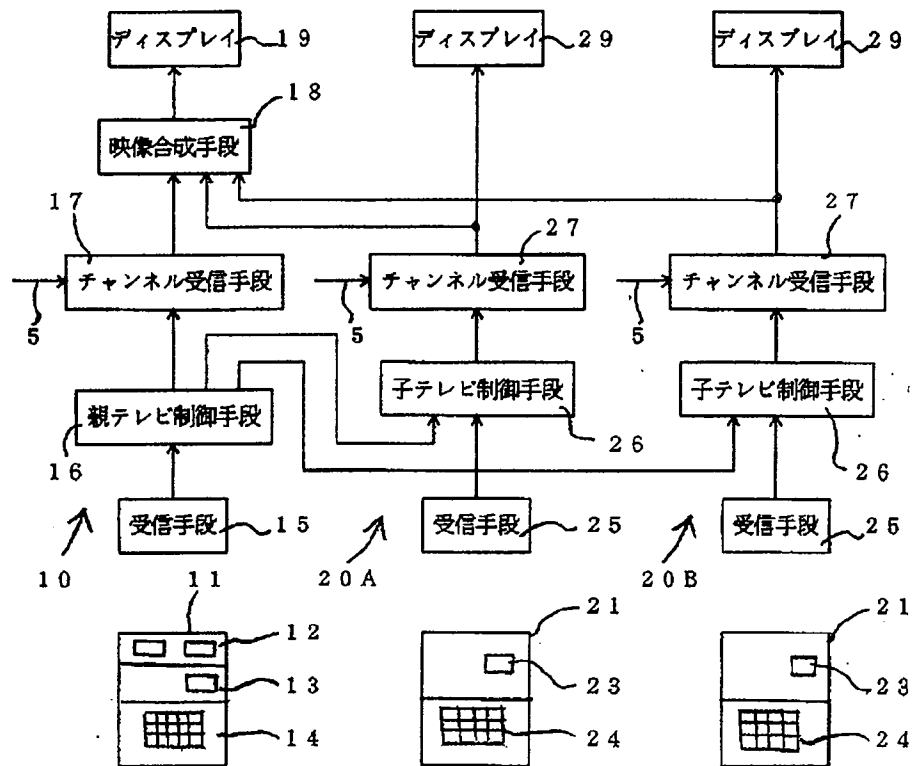 ディスプレイ １９ ディスプレイ ２９ ディスプレイ ２９
１８
映像合成手段
１７ ２７ ２７
チャンネル受信手段 チャンネル受信手段 チャンネル受信手段
５ ５ ５
親テレビ制御手段 子テレビ制御手段 子テレビ制御手段
１６ ２６ ２６
受信手段 １５ 受信手段 ２５ 受信手段 ２５
１０ ２０Ａ ２０Ｂ
１１ ２１ ２１
１２
１３ ２３ ２３
１４ ２４ ２４